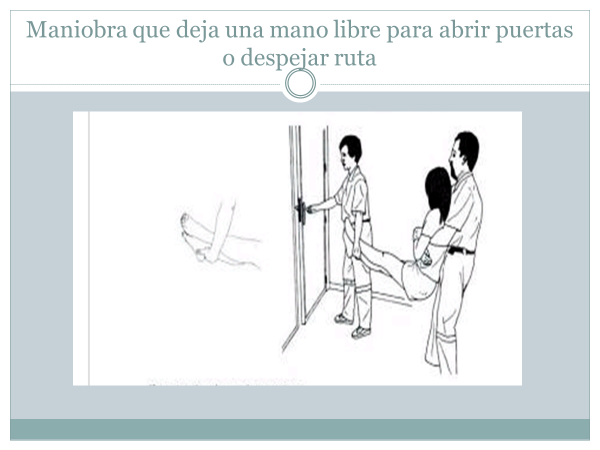 Maniobra que deja una mano libre para abrir puertas
o despejar ruta